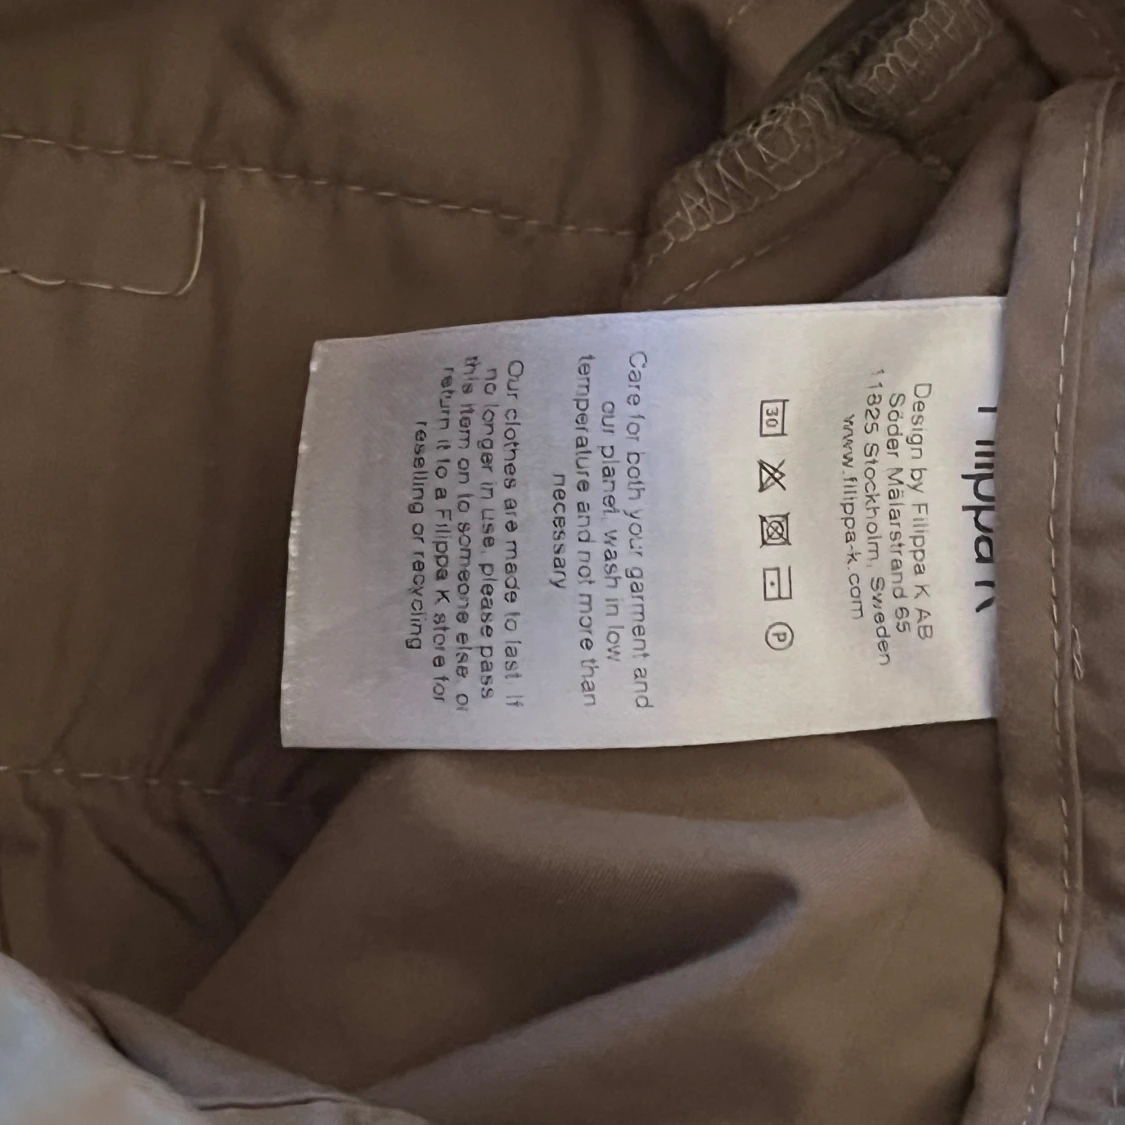 Filippa K
Design by Filippa K AB
Söder Mälarstrand 65
11825 Stockholm, Sweden
www.filippa-k.com
30
P
Care for both your garment and
our planet, wash in low
temperature and not more than
necessary
Our clothes are made to last. If
no longer in use, please pass
this item on to someone else, or
return it to a Filippa K store for
reselling or recycling